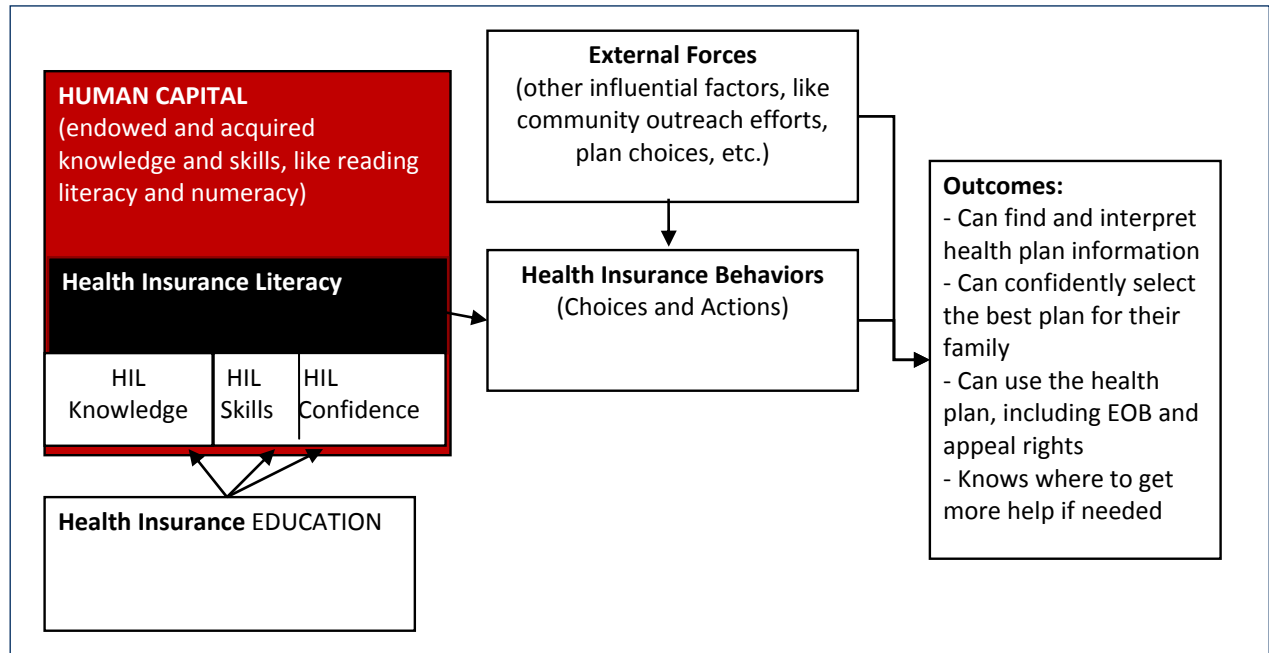 HUMAN CAPITAL
(endowed and acquired
knowledge and skills, like reading
literacy and numeracy)
Health Insurance Literacy
HIL
Knowledge
HIL
Skills
HIL
Confidence
Health Insurance EDUCATION
External Forces
(other influential factors, like
community outreach efforts,
plan choices, etc.)
Health Insurance Behaviors
(Choices and Actions)
Outcomes:
- Can find and interpret
health plan information
- Can confidently select
the best plan for their
family
- Can use the health
plan, including EOB and
appeal rights
- Knows where to get
more help if needed